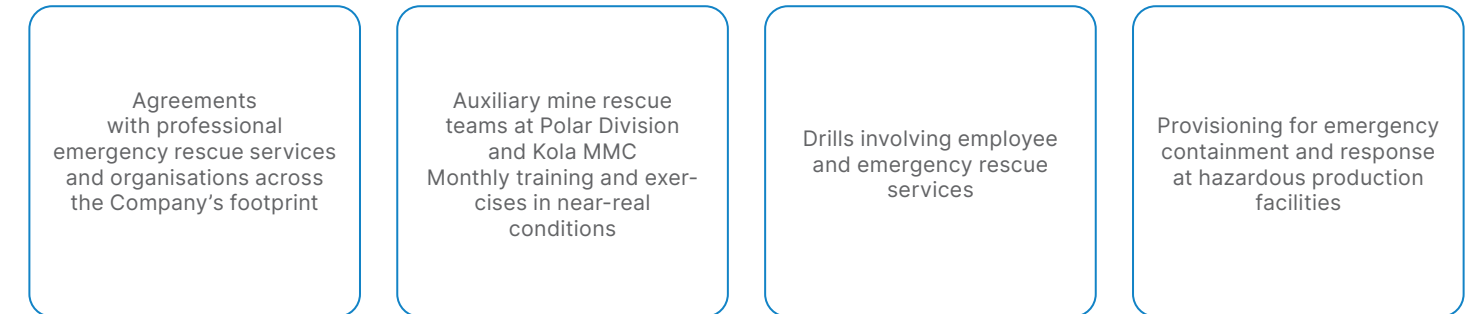 Agreements
with professional
emergency rescue services
and organisations across
the Company’s footprint
Auxiliary mine rescue
teams at Polar Division
and Kola MMC
Monthly training and exer-
cises in near-real
conditions
Drills involving employee
and emergency rescue
services
Provisioning for emergency
containment and response
at hazardous production
facilities